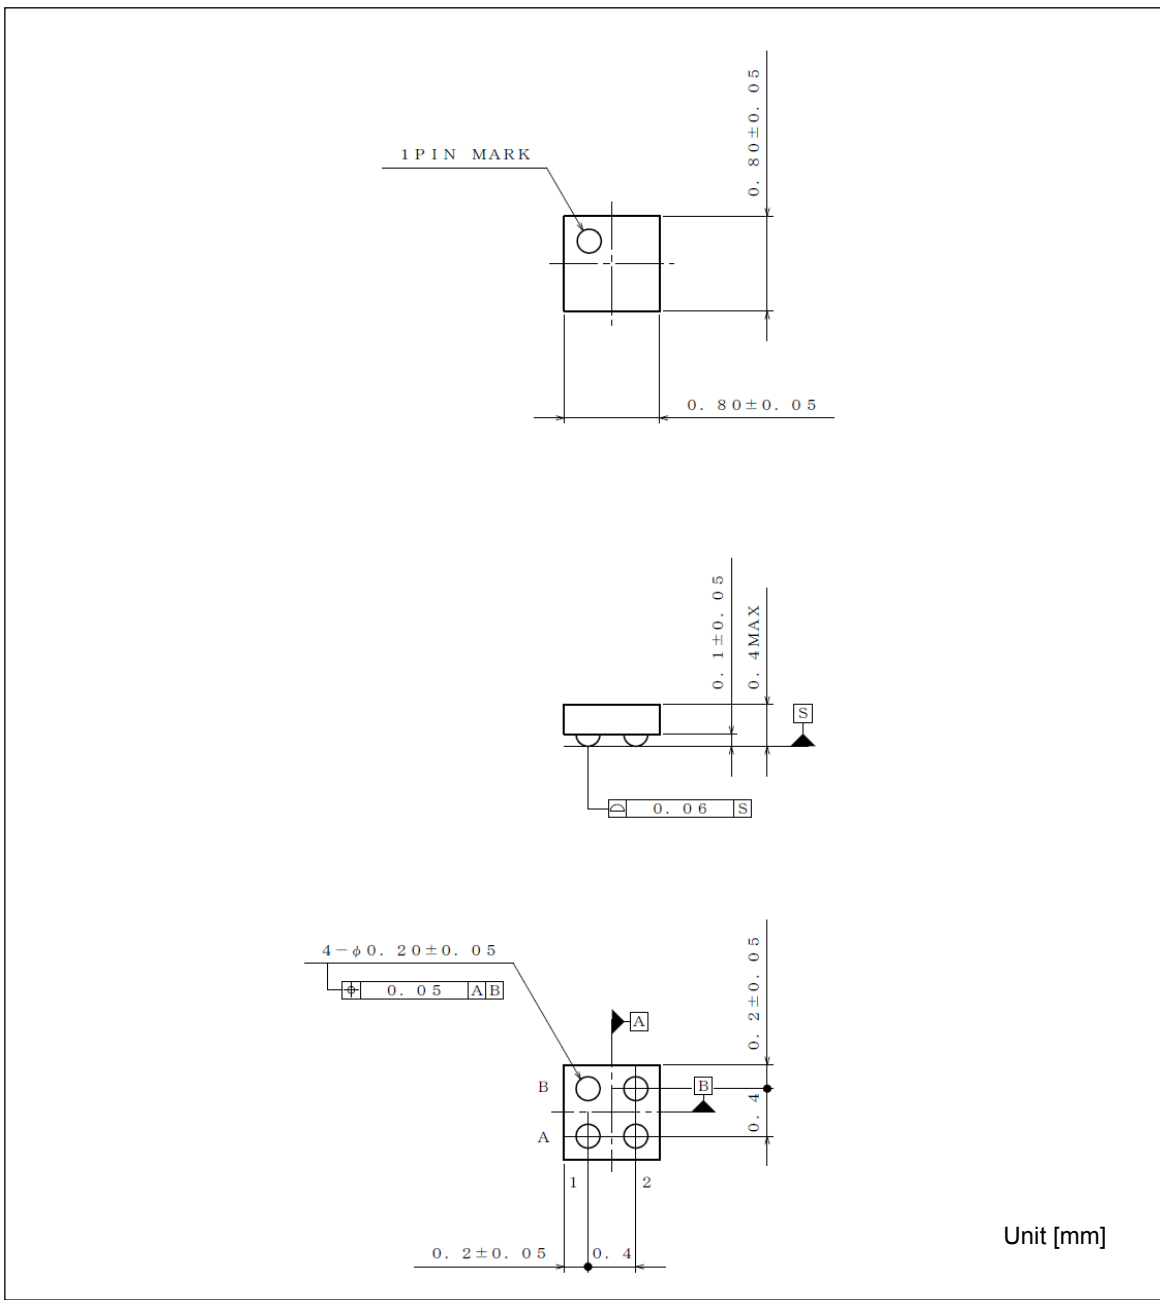 0.80±0.05
1PIN MARK
0.80±0.05
0.1±0.05
0.4MAX
S
⌓ 0.06 S
4-φ0.20±0.05
⌖ 0.05 A B
0.2±0.05
A
B
B
0.4
A
1 2
0.2±0.05 0.4
Unit [mm]